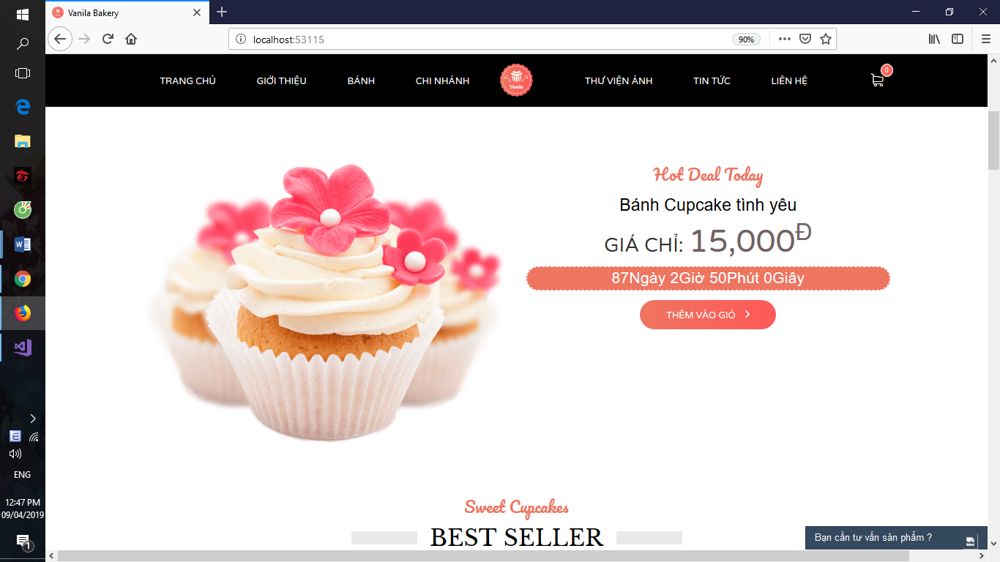 Vanila Bakery
localhost:53115
90%
TRANG CHỦ GIỚI THIỆU BÁNH CHI NHÁNH Vanila THƯ VIỆN ẢNH TIN TỨC LIÊN HỆ 0
Hot Deal Today
Bánh Cupcake tình yêu
GIÁ CHỈ: 15,000Đ
87Ngày 2Giờ 50Phút 0Giây
THÊM VÀO GIỎ
Sweet Cupcakes
BEST SELLER
Bạn cần tư vấn sản phẩm ?
ENG
12:47 PM
09/04/2019
1